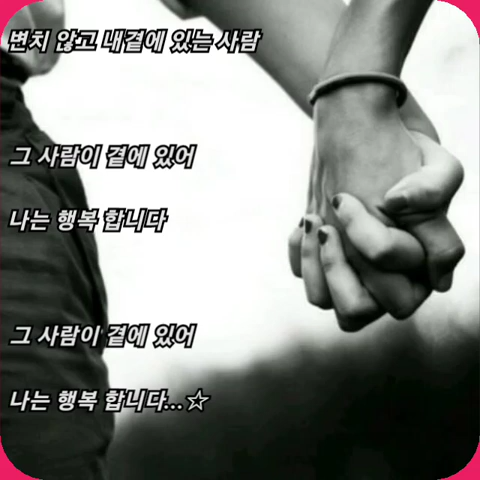 변치 않고 내곁에 있는 사람
그 사람이 곁에 있어
나는 행복 합니다
그 사람이 곁에 있어
나는 행복 합니다...☆